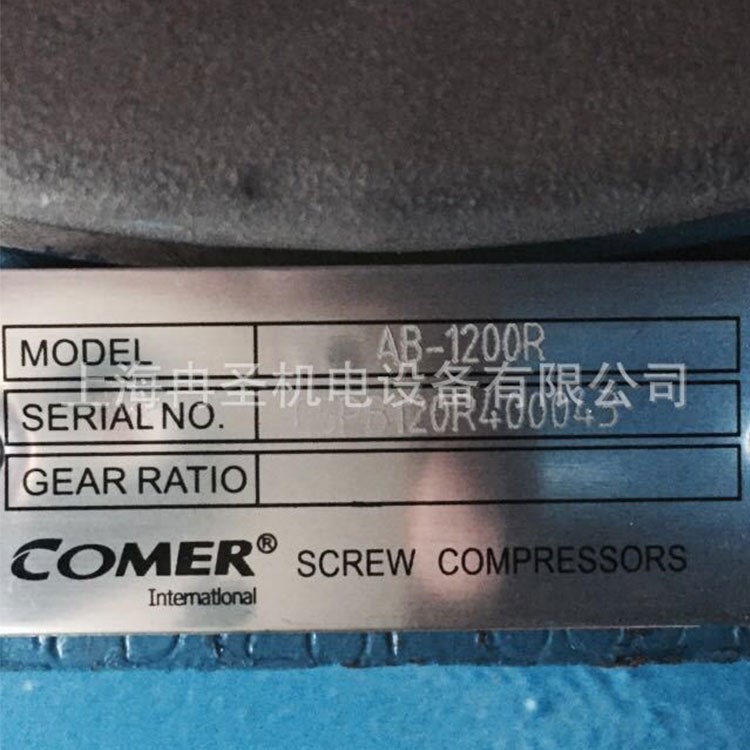 MODEL AB-1200R
上海冉圣机电设备有限公司
SERIAL NO.
GEAR RATIO
COMER® SCREW COMPRESSORS
International